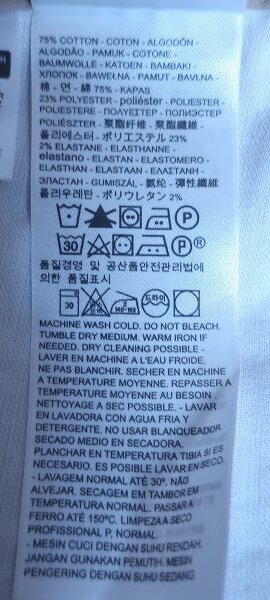 75% COTTON - COTON - ALGODÓN -
ALGODÃO - PAMUK - COTONE -
BAUMWOLLE - KATOEN - BAMBAKI -
ХЛОПОК - BAWEŁNA - PAMUT - BAVLNA -
棉 - 면 - 綿 75% - KAPAS
23% POLYESTER - poliéster - POLIESTER -
POLIESTERE - ПОЛУЕСТЕР - ПОЛИЭСТЕР
POLIÉSZTER - 聚酯纤维 - 聚酯纖維 -
폴리에스터 - ポリエステル 23%
2% ELASTANE - ELASTHANNE -
elastano - ELASTAN - ELASTOMERO -
ELASTHAN - ELASTAAN - ELASTANH -
ЭЛАСТАН - GUMISZÁL - 氨纶 - 彈性纖維
폴리우레탄 - ポリウレタン 2%
P
30 P ®
품질경영 및 공산품안전관리법에
의한 품질표시
드라이
MACHINE WASH COLD. DO NOT BLEACH.
TUMBLE DRY MEDIUM. WARM IRON IF
NEEDED. DRY CLEANING POSSIBLE -
LAVER EN MACHINE A L'EAU FROIDE.
NE PAS BLANCHIR. SECHER EN MACHINE
A TEMPERATURE MOYENNE. REPASSER A
TEMPERATURE MOYENNE AU BESOIN.
NETTOYAGE A SEC POSSIBLE - LAVAR
EN LAVADORA CON AGUA FRIA Y
DETERGENTE. NO USAR BLANQUEADOR.
SECADO MEDIO EN SECADORA.
PLANCHAR EN TEMPERATURA TIBIA SI ES
NECESARIO. ES POSIBLE LAVAR EN SECO.
- LAVAGEM NORMAL ATÉ 30º. NÃO
ALVEJAR. SECAGEM EM TAMBOR EM
TEMPERATURA NORMAL. PASSAR A
FERRO ATÉ 150ºC. LIMPEZA A SECO
PROFISSIONAL P, NORMAL.
- MESIN CUCI DENGAN SUHU RENDAH.
JANGAN GUNAKAN PEMUTIH. MESIN
PENGERING DENGAN SUHU SEDANG